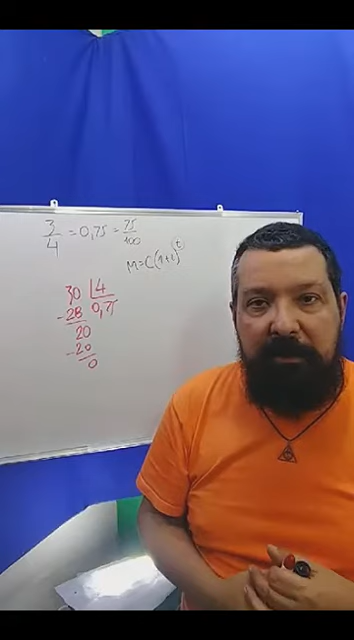 3/4 = 0,75 = 75/100
M=C(1+i)^t
30 | 4
-28 0,75
20
-20
0